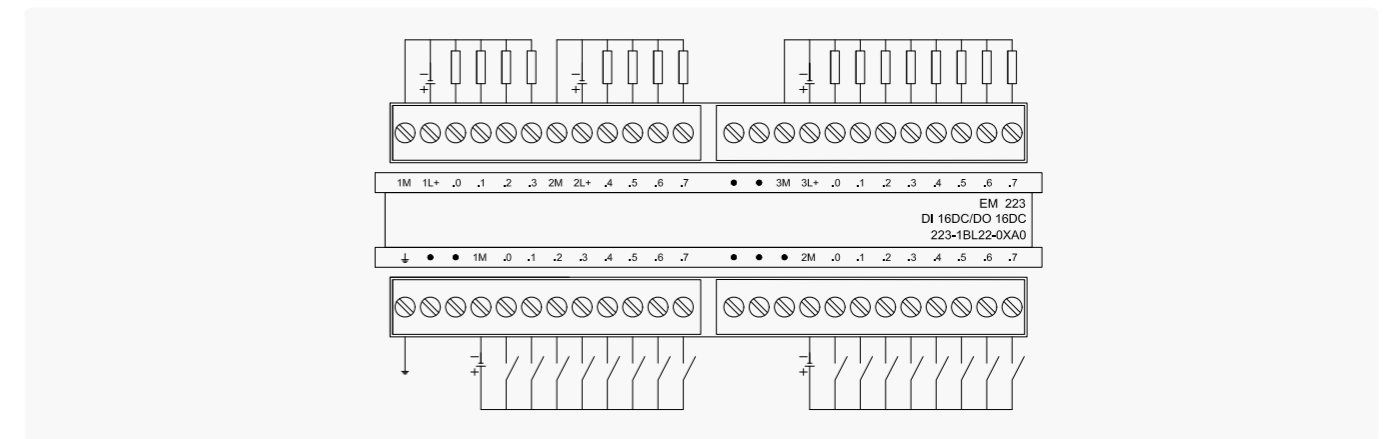 − − −
+ + +
1M 1L+ .0 .1 .2 .3 2M 2L+ .4 .5 .6 .7 ● ● 3M 3L+ .0 .1 .2 .3 .4 .5 .6 .7
EM 223
DI 16DC/DO 16DC
223-1BL22-0XA0
⏚ ● ● 1M .0 .1 .2 .3 .4 .5 .6 .7 ● ● ● 2M .0 .1 .2 .3 .4 .5 .6 .7
− −
+ +